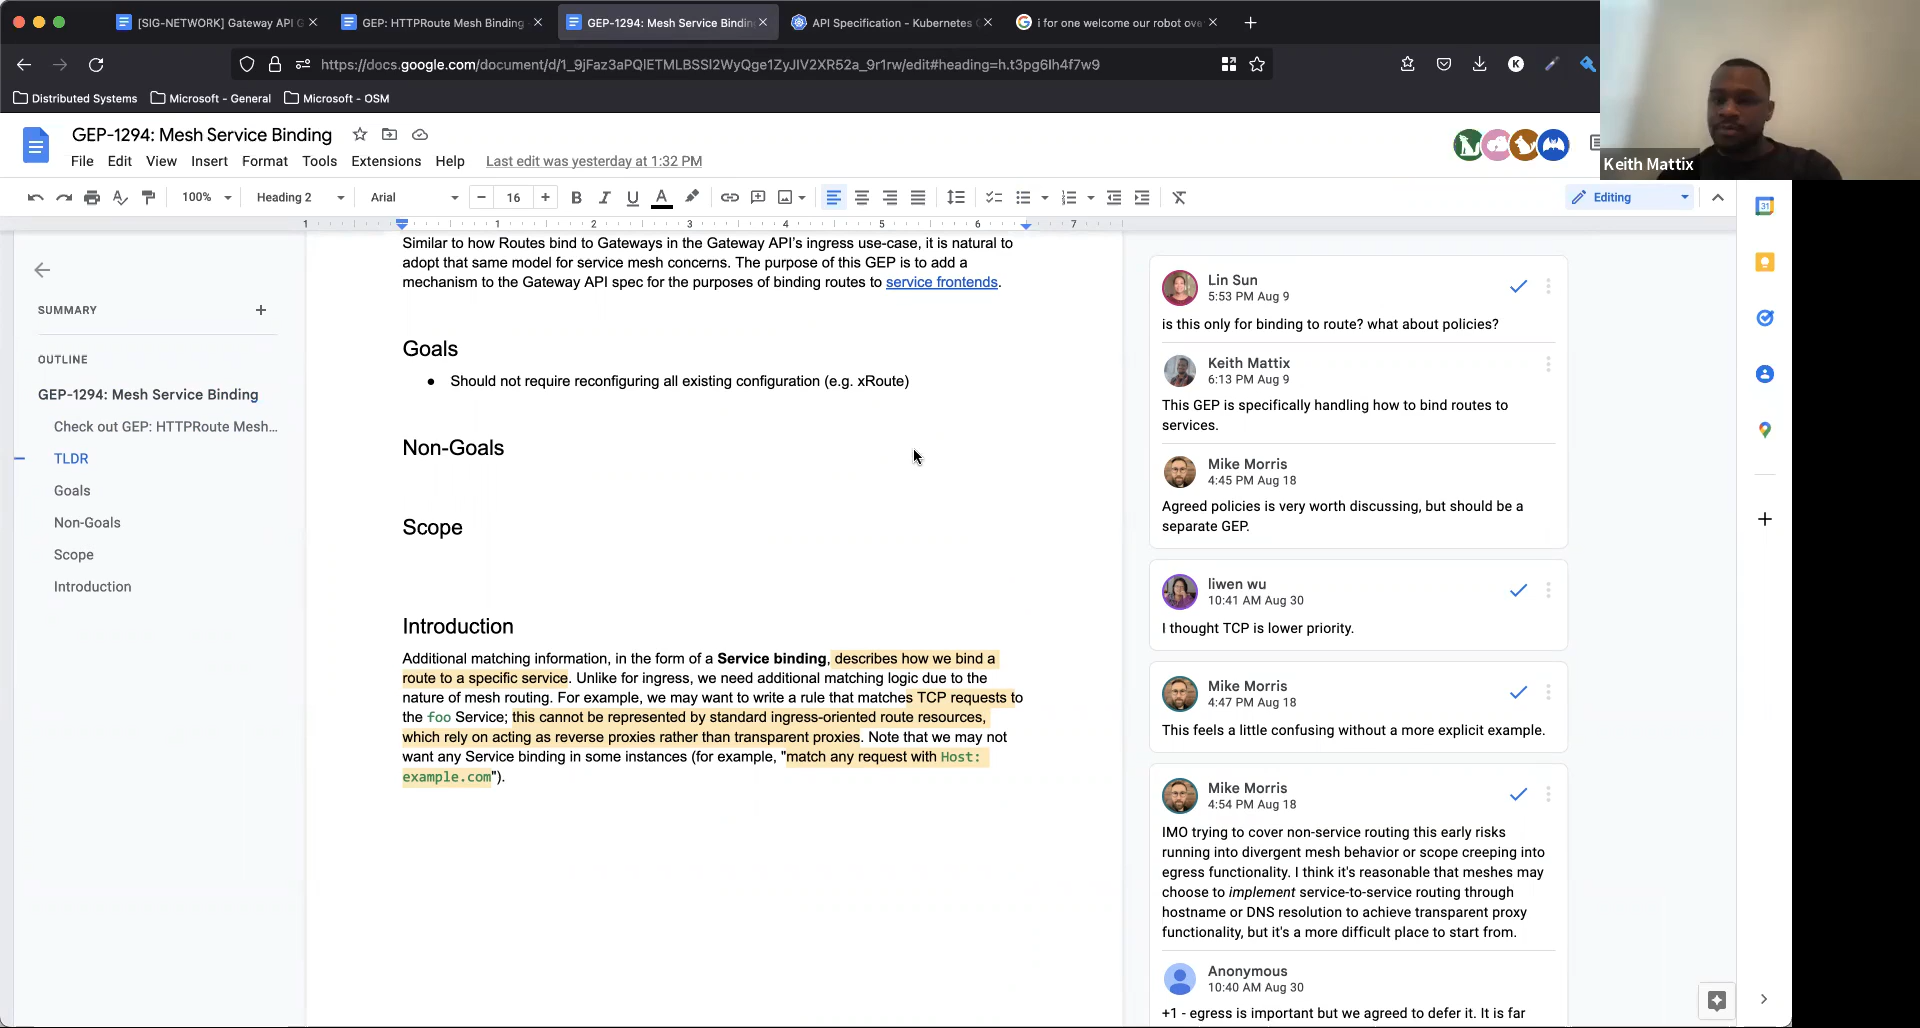 [SIG-NETWORK] Gateway API G
GEP: HTTPRoute Mesh Binding
GEP-1294: Mesh Service Bindin
API Specification - Kubernetes
i for one welcome our robot ove
https://docs.google.com/document/d/1_9jFaz3aPQIETMLBSSI2WyQge1ZyJIV2XR52a_9r1rw/edit#heading=h.t3pg6lh4f7w9
K
Distributed Systems
Microsoft - General
Microsoft - OSM
GEP-1294: Mesh Service Binding
File Edit View Insert Format Tools Extensions Help Last edit was yesterday at 1:32 PM
Keith Mattix
100% Heading 2 Arial − 16 + B I U A Editing
31
1 1 2 3 4 5 6 7
SUMMARY
OUTLINE
GEP-1294: Mesh Service Binding
Check out GEP: HTTPRoute Mesh...
TLDR
Goals
Non-Goals
Scope
Introduction
Similar to how Routes bind to Gateways in the Gateway API's ingress use-case, it is natural to
adopt that same model for service mesh concerns. The purpose of this GEP is to add a
mechanism to the Gateway API spec for the purposes of binding routes to service frontends.
Goals
● Should not require reconfiguring all existing configuration (e.g. xRoute)
Non-Goals
Scope
Introduction
Additional matching information, in the form of a Service binding, describes how we bind a
route to a specific service. Unlike for ingress, we need additional matching logic due to the
nature of mesh routing. For example, we may want to write a rule that matches TCP requests to
the foo Service; this cannot be represented by standard ingress-oriented route resources,
which rely on acting as reverse proxies rather than transparent proxies. Note that we may not
want any Service binding in some instances (for example, "match any request with Host:
example.com").
Lin Sun
5:53 PM Aug 9
is this only for binding to route? what about policies?
Keith Mattix
6:13 PM Aug 9
This GEP is specifically handling how to bind routes to
services.
Mike Morris
4:45 PM Aug 18
Agreed policies is very worth discussing, but should be a
separate GEP.
liwen wu
10:41 AM Aug 30
I thought TCP is lower priority.
Mike Morris
4:47 PM Aug 18
This feels a little confusing without a more explicit example.
Mike Morris
4:54 PM Aug 18
IMO trying to cover non-service routing this early risks
running into divergent mesh behavior or scope creeping into
egress functionality. I think it's reasonable that meshes may
choose to implement service-to-service routing through
hostname or DNS resolution to achieve transparent proxy
functionality, but it's a more difficult place to start from.
Anonymous
10:40 AM Aug 30
+1 - egress is important but we agreed to defer it. It is far